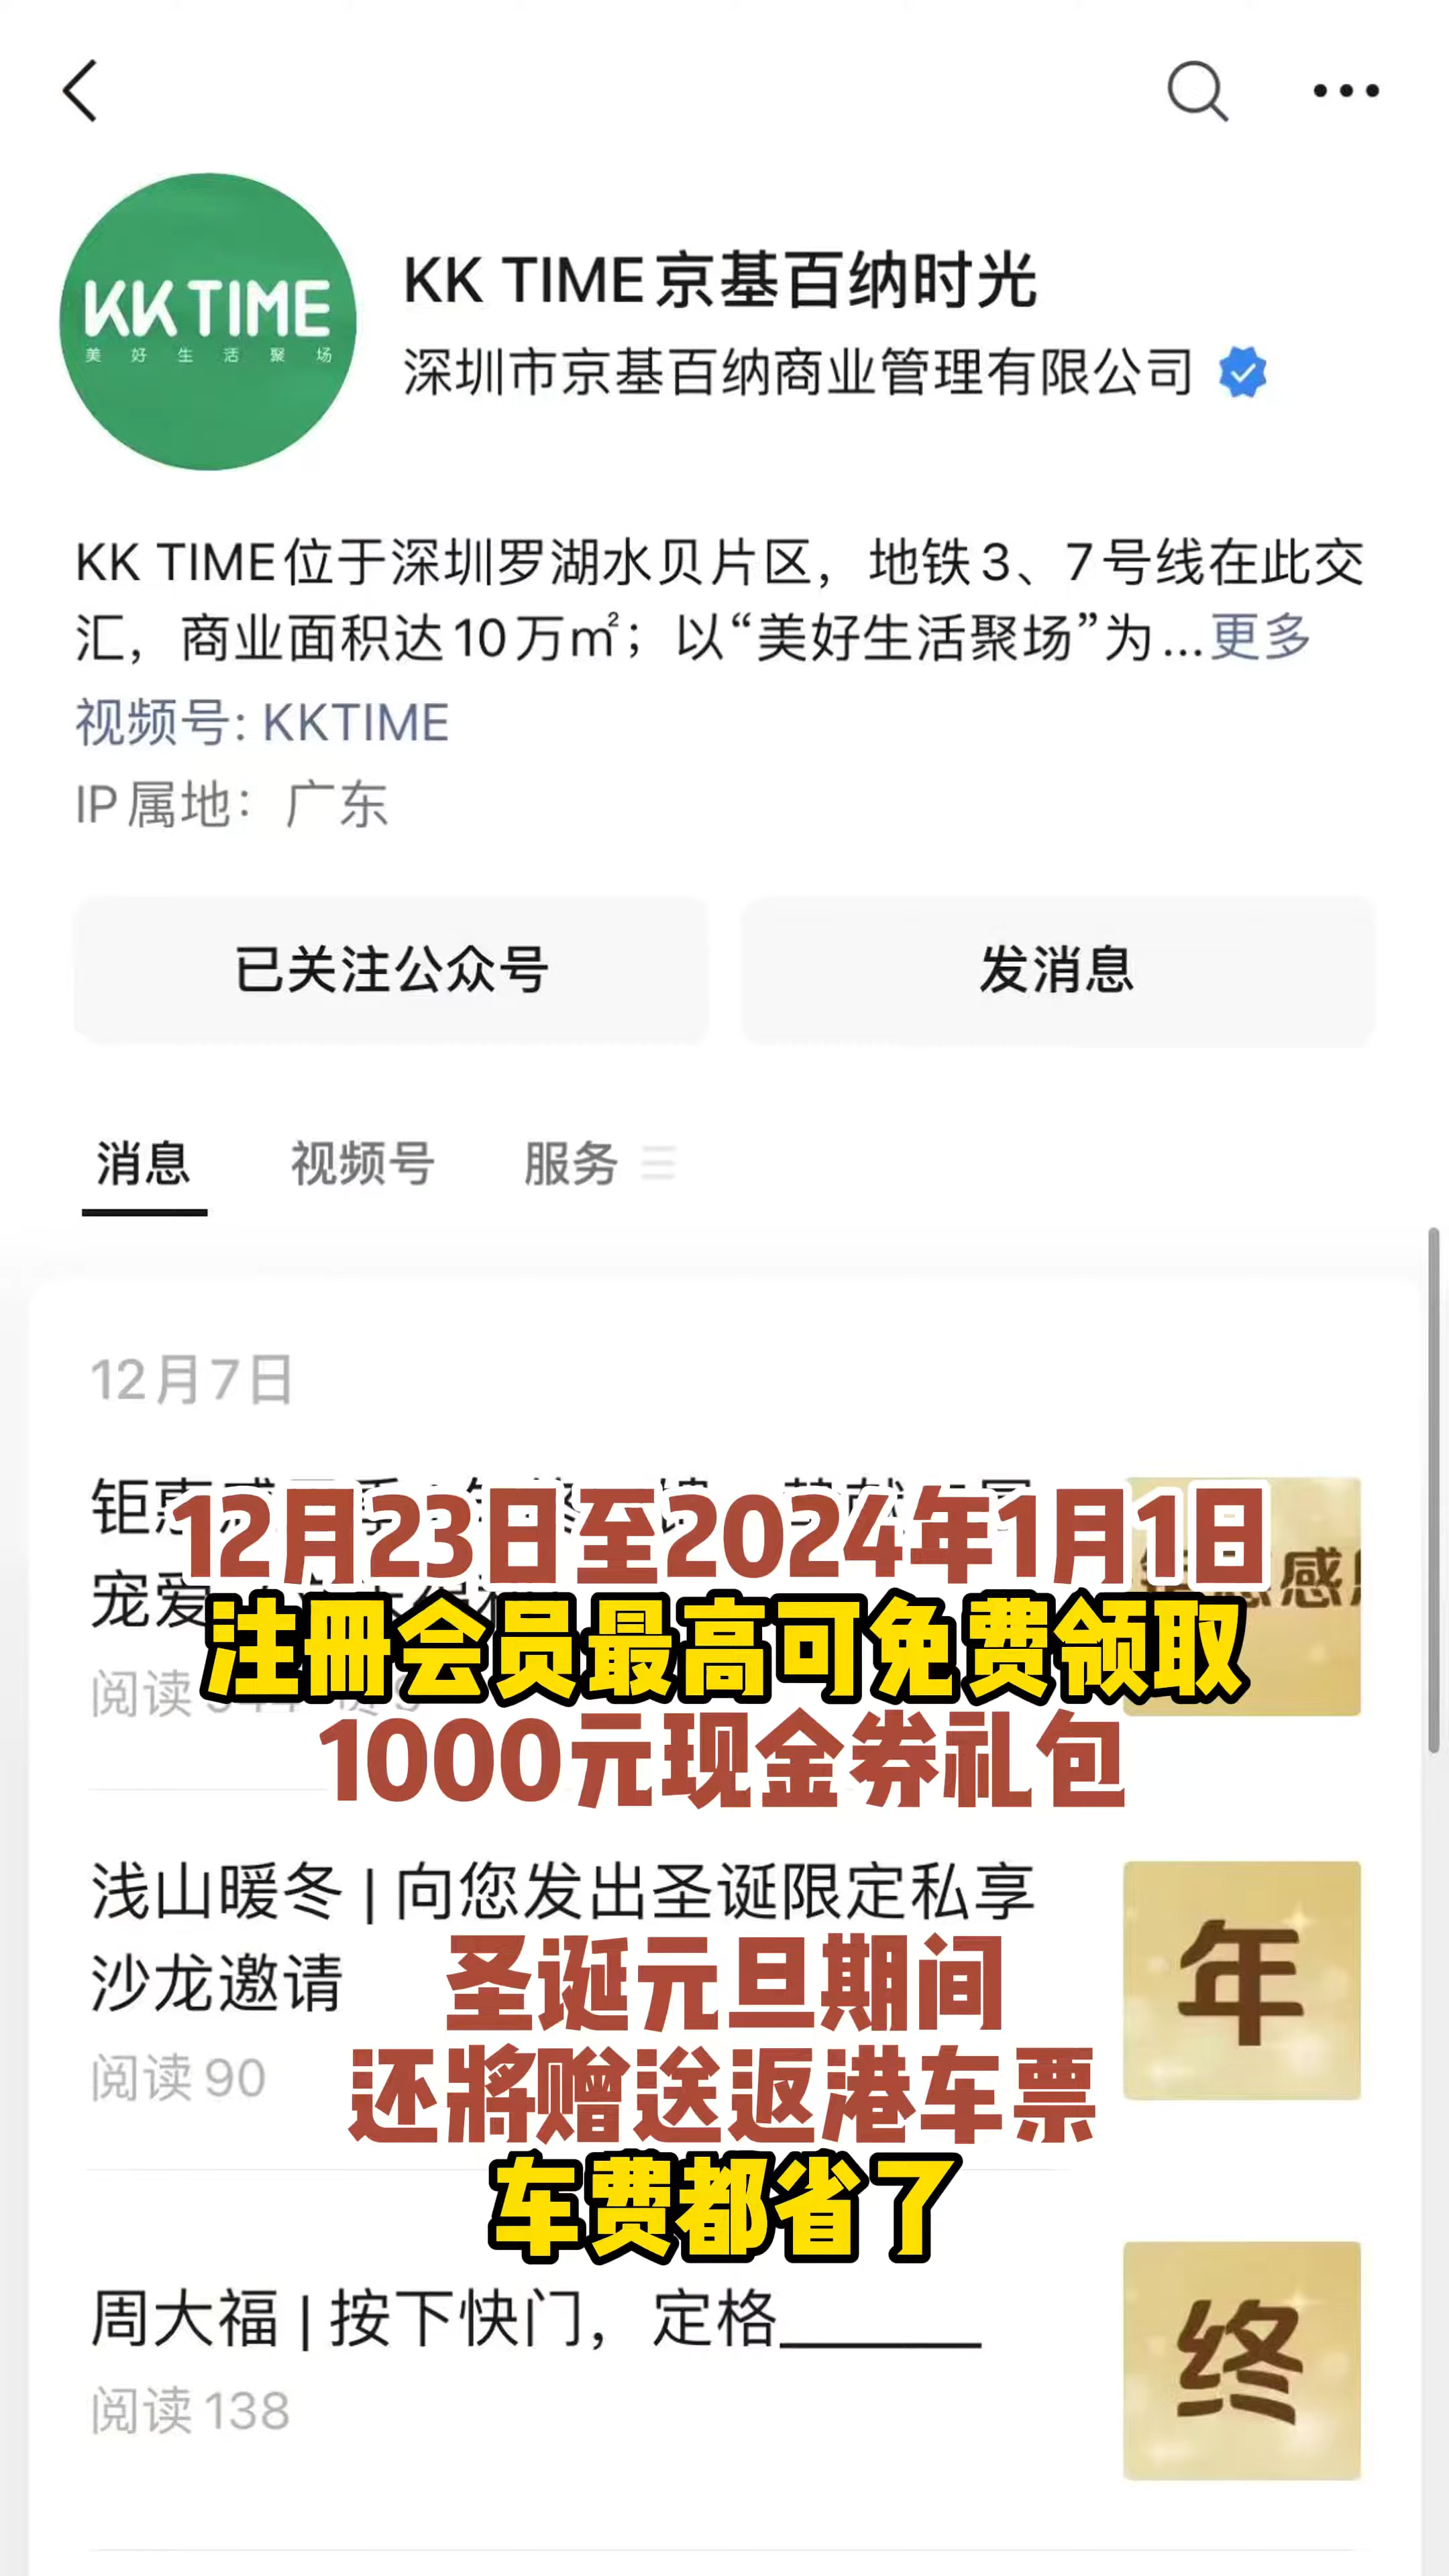 KK TIME
美好生活聚场
KK TIME京基百纳时光
深圳市京基百纳商业管理有限公司
KK TIME位于深圳罗湖水贝片区，地铁3、7号线在此交
汇，商业面积达10万㎡；以“美好生活聚场”为...更多
视频号: KKTIME
IP属地：广东
已关注公众号
发消息
消息
视频号
服务
12月7日
12月23日至2024年1月1日
宠爱
注冊会员最高可免费领取
阅读
1000元现金券礼包
浅山暖冬 | 向您发出圣诞限定私享
沙龙邀请
年
圣诞元旦期间
阅读 90
还將赠送返港车票
车费都省了
周大福 | 按下快门，定格______
终
阅读 138